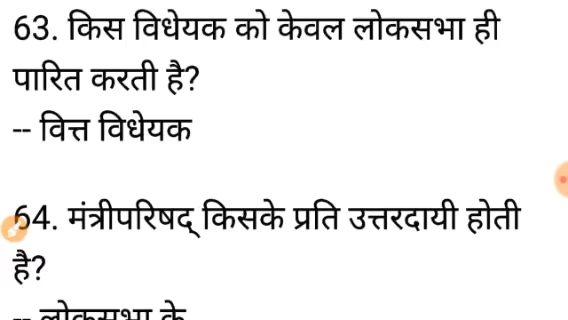 63. किस विधेयक को केवल लोकसभा ही
पारित करती है?
-- वित्त विधेयक
64. मंत्रीपरिषद् किसके प्रति उत्तरदायी होती
है?
-- लोकसभा के